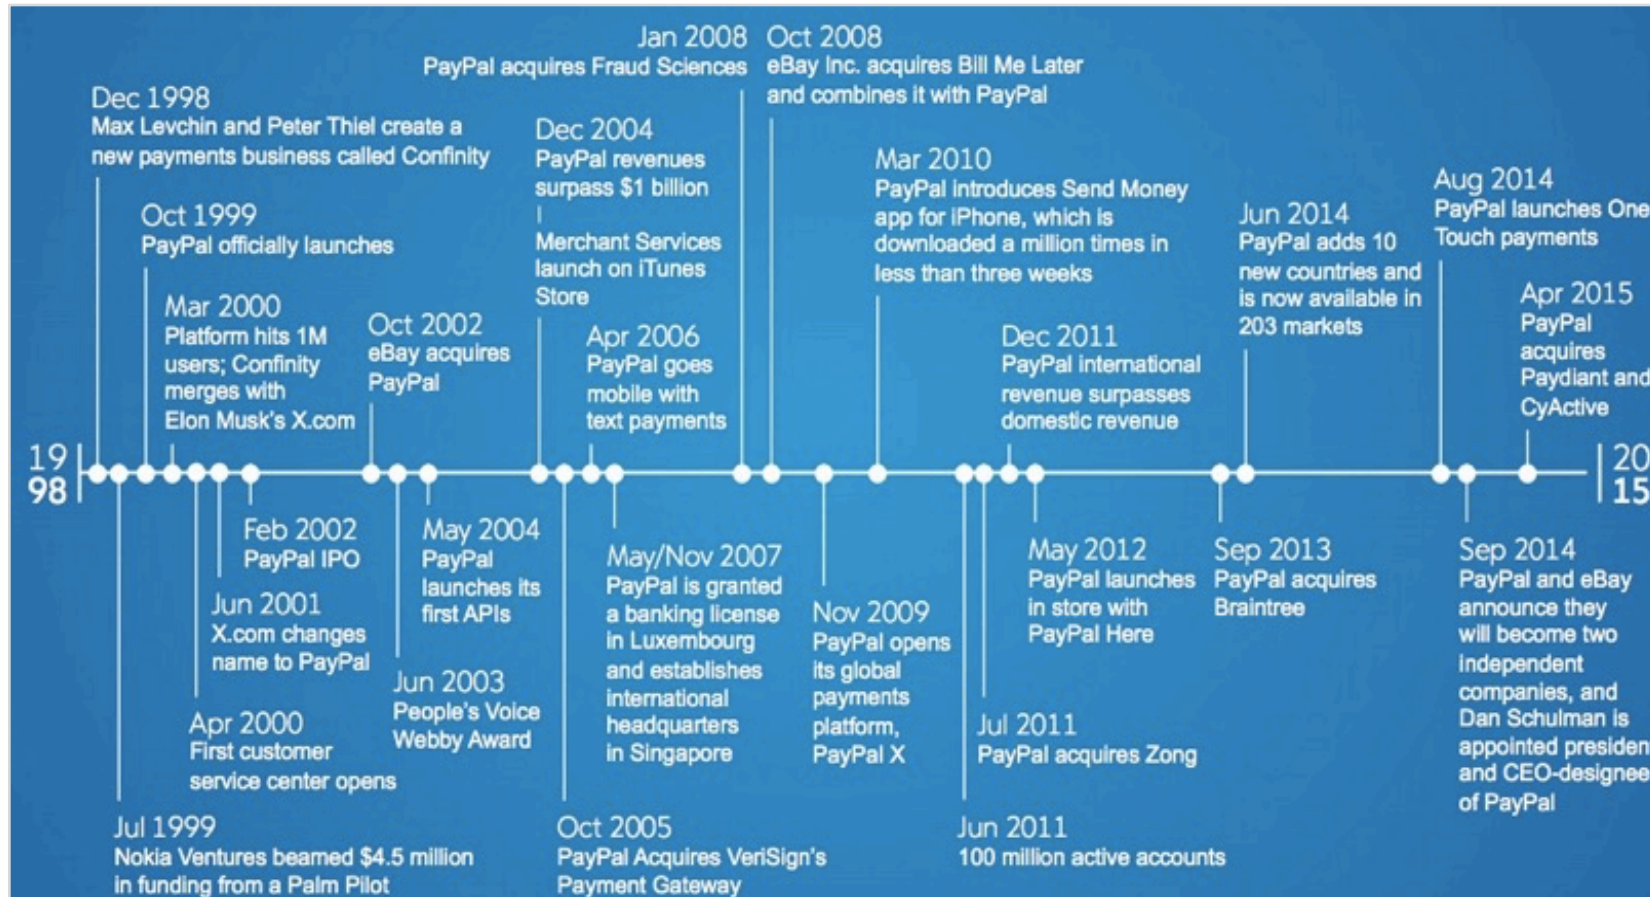 Jan 2008
PayPal acquires Fraud Sciences
Oct 2008
eBay Inc. acquires Bill Me Later
and combines it with PayPal
Dec 1998
Max Levchin and Peter Thiel create a
new payments business called Confinity
Dec 2004
PayPal revenues
surpass $1 billion
Merchant Services
launch on iTunes
Store
Mar 2010
PayPal introduces Send Money
app for iPhone, which is
downloaded a million times in
less than three weeks
Aug 2014
PayPal launches One
Touch payments
Oct 1999
PayPal officially launches
Jun 2014
PayPal adds 10
new countries and
is now available in
203 markets
Mar 2000
Platform hits 1M
users; Confinity
merges with
Elon Musk's X.com
Oct 2002
eBay acquires
PayPal
Apr 2006
PayPal goes
mobile with
text payments
Dec 2011
PayPal international
revenue surpasses
domestic revenue
Apr 2015
PayPal
acquires
Paydiant and
CyActive
19
98
20
15
Feb 2002
PayPal IPO
Jun 2001
X.com changes
name to PayPal
Apr 2000
First customer
service center opens
Jul 1999
Nokia Ventures beamed $4.5 million
in funding from a Palm Pilot
May 2004
PayPal
launches its
first APIs
Jun 2003
People's Voice
Webby Award
May/Nov 2007
PayPal is granted
a banking license
in Luxembourg
and establishes
international
headquarters
in Singapore
Oct 2005
PayPal Acquires VeriSign's
Payment Gateway
Nov 2009
PayPal opens
its global
payments
platform,
PayPal X
May 2012
PayPal launches
in store with
PayPal Here
Jul 2011
PayPal acquires Zong
Jun 2011
100 million active accounts
Sep 2013
PayPal acquires
Braintree
Sep 2014
PayPal and eBay
announce they
will become two
independent
companies, and
Dan Schulman is
appointed presiden
and CEO-designee
of PayPal